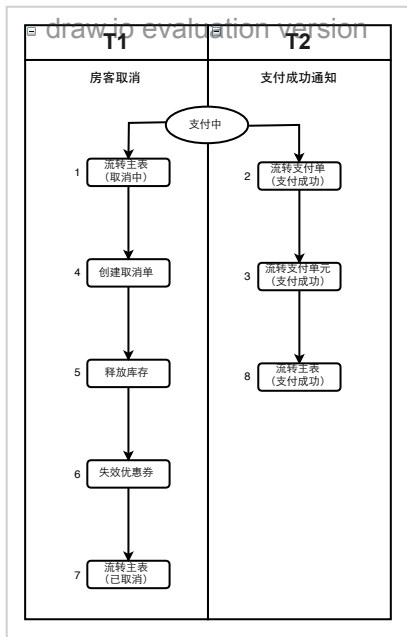 draw.io evaluation version
T1
T2
房客取消
支付成功通知
支付中
1
流转主表
（取消中）
2
流转支付单
（支付成功）
4
创建取消单
3
流转支付单元
（支付成功）
5
释放库存
8
流转主表
（支付成功）
6
失效优惠券
7
流转主表
（已取消）